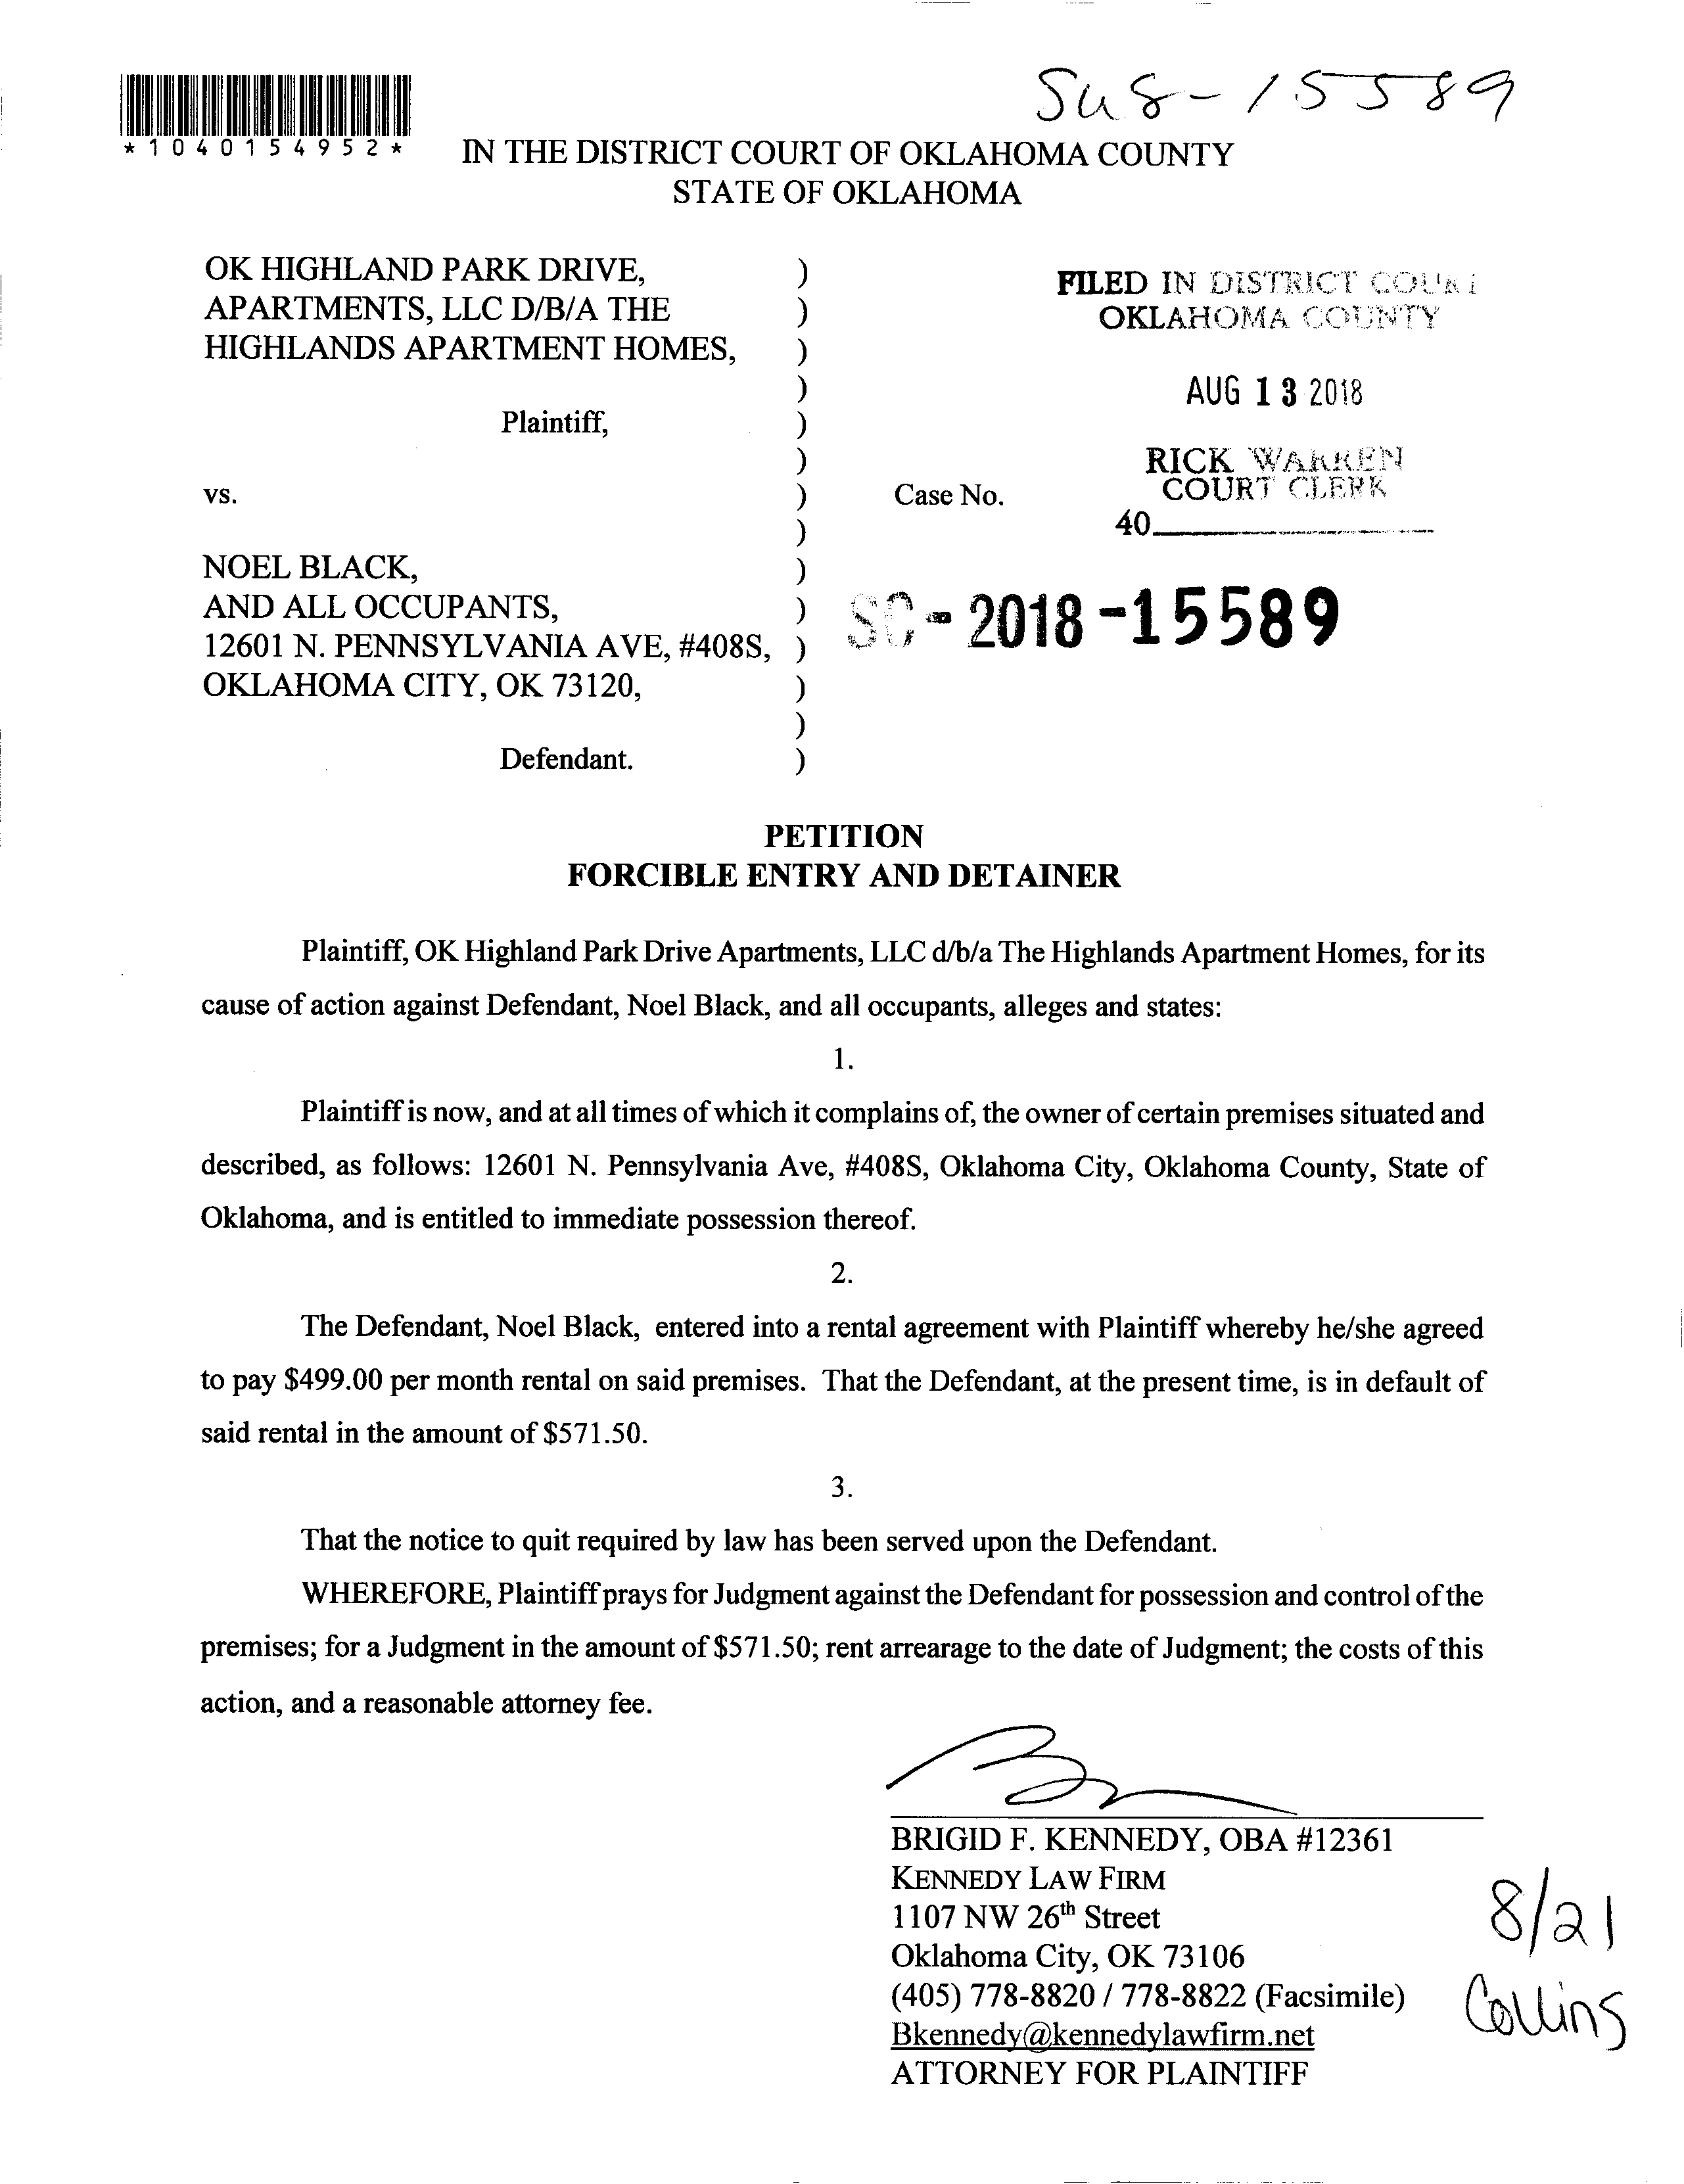 Su8-15589
*1040154952*
IN THE DISTRICT COURT OF OKLAHOMA COUNTY
STATE OF OKLAHOMA
OK HIGHLAND PARK DRIVE, )
APARTMENTS, LLC D/B/A THE )
HIGHLANDS APARTMENT HOMES, )
)
Plaintiff, )
)
vs. )
)
NOEL BLACK, )
AND ALL OCCUPANTS, )
12601 N. PENNSYLVANIA AVE, #408S, )
OKLAHOMA CITY, OK 73120, )
)
Defendant. )
FILED IN DISTRICT COURT
OKLAHOMA COUNTY
AUG 13 2018
RICK WARREN
COURT CLERK
Case No.
40
SC-2018-15589
PETITION
FORCIBLE ENTRY AND DETAINER
Plaintiff, OK Highland Park Drive Apartments, LLC d/b/a The Highlands Apartment Homes, for its
cause of action against Defendant, Noel Black, and all occupants, alleges and states:
1.
Plaintiff is now, and at all times of which it complains of, the owner of certain premises situated and
described, as follows: 12601 N. Pennsylvania Ave, #408S, Oklahoma City, Oklahoma County, State of
Oklahoma, and is entitled to immediate possession thereof.
2.
The Defendant, Noel Black, entered into a rental agreement with Plaintiff whereby he/she agreed
to pay $499.00 per month rental on said premises. That the Defendant, at the present time, is in default of
said rental in the amount of $571.50.
3.
That the notice to quit required by law has been served upon the Defendant.
WHEREFORE, Plaintiff prays for Judgment against the Defendant for possession and control of the
premises; for a Judgment in the amount of $571.50; rent arrearage to the date of Judgment; the costs of this
action, and a reasonable attorney fee.
BRIGID F. KENNEDY, OBA #12361
KENNEDY LAW FIRM
1107 NW 26th Street
Oklahoma City, OK 73106
(405) 778-8820 / 778-8822 (Facsimile)
Bkennedy@kennedylawfirm.net
ATTORNEY FOR PLAINTIFF
8/21
Collins